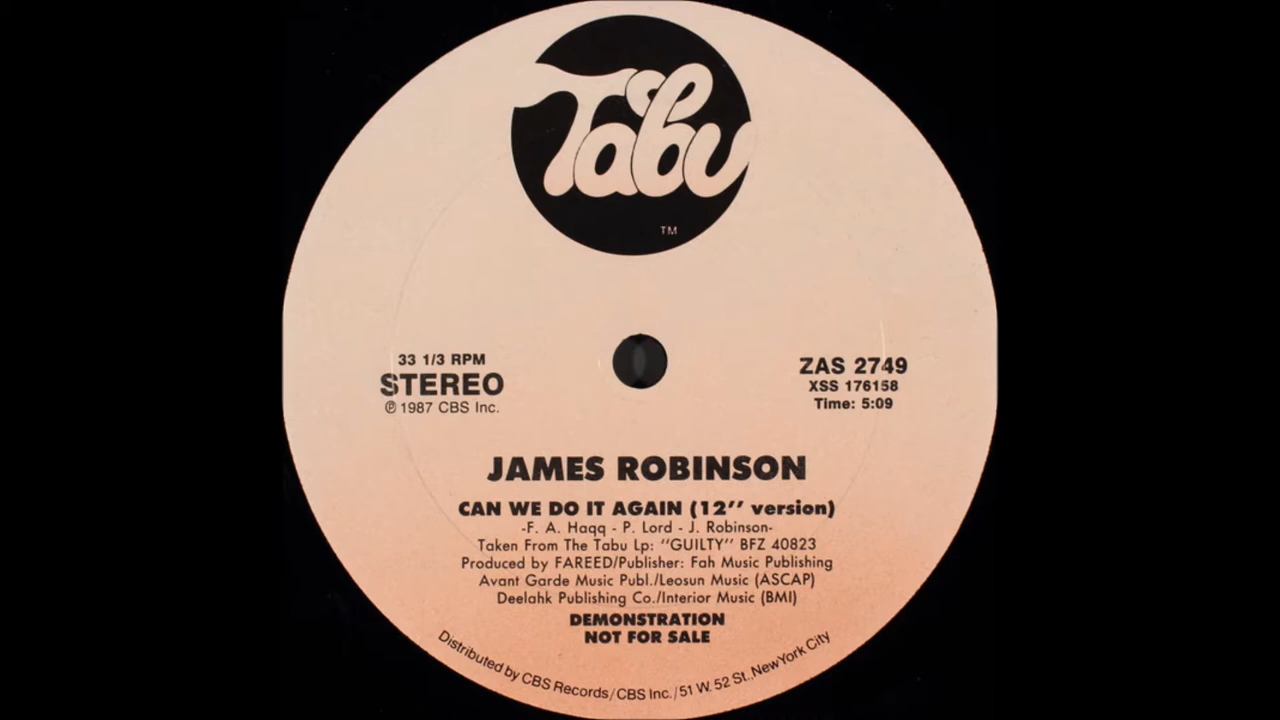 Tabu
TM
33 1/3 RPM
STEREO
℗ 1987 CBS Inc.
ZAS 2749
XSS 176158
Time: 5:09
JAMES ROBINSON
CAN WE DO IT AGAIN (12’’ version)
-F. A. Haqq - P. Lord - J. Robinson-
Taken From The Tabu Lp: ‘‘GUILTY’’ BFZ 40823
Produced by FAREED/Publisher: Fah Music Publishing
Avant Garde Music Publ./Leosun Music (ASCAP)
Deelahk Publishing Co./Interior Music (BMI)
DEMONSTRATION
NOT FOR SALE
Distributed by CBS Records/CBS Inc./51 W. 52 St., New York City